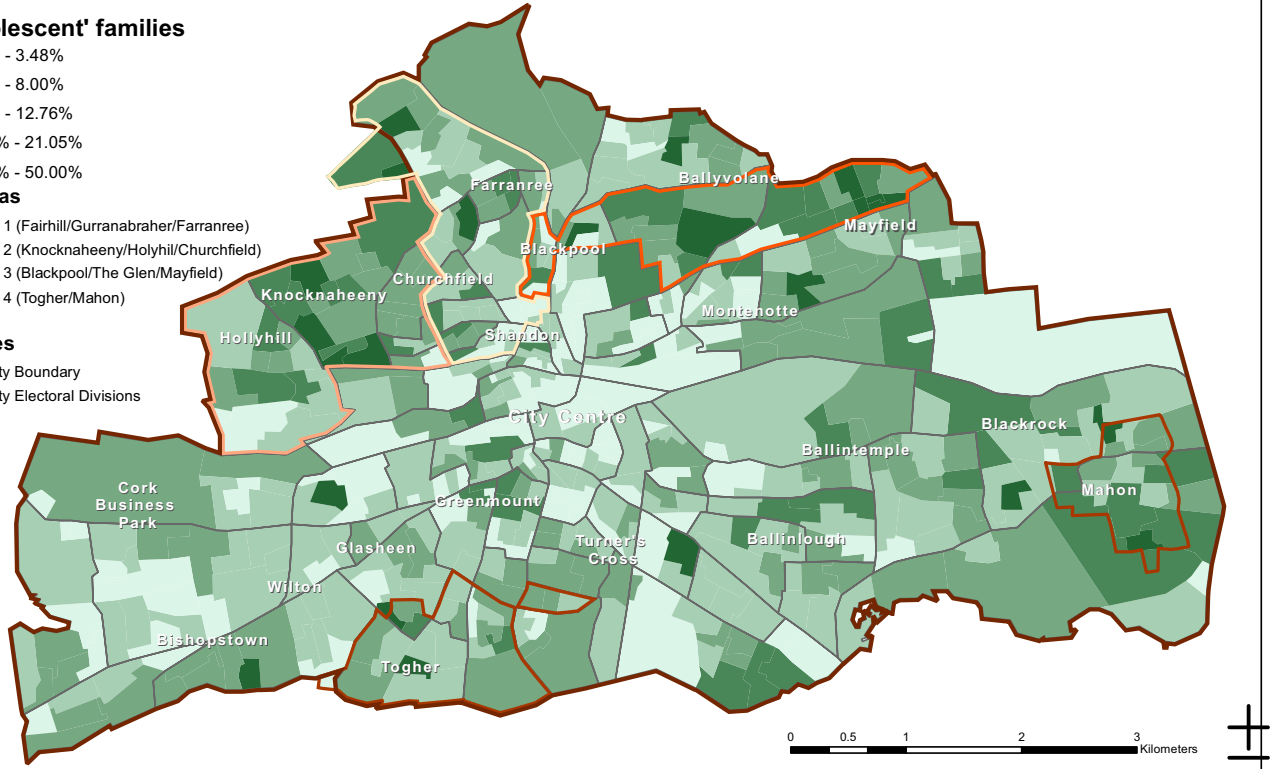 lescent' families
- 3.48%
- 8.00%
- 12.76%
% - 21.05%
% - 50.00%
as
1 (Fairhill/Gurranabraher/Farranree)
2 (Knocknaheeny/Holyhil/Churchfield)
3 (Blackpool/The Glen/Mayfield)
4 (Togher/Mahon)
es
ty Boundary
ty Electoral Divisions
Farranree
Ballyvolane
Mayfield
Blackpool
Churchfield
Knocknaheeny
Montenotte
Hollyhill
Shandon
City Centre
Blackrock
Ballintemple
Cork
Business
Park
Mahon
Greenmount
Glasheen
Turner's
Cross
Ballinlough
Wilton
Bishopstown
Togher
0 0.5 1 2 3
Kilometers